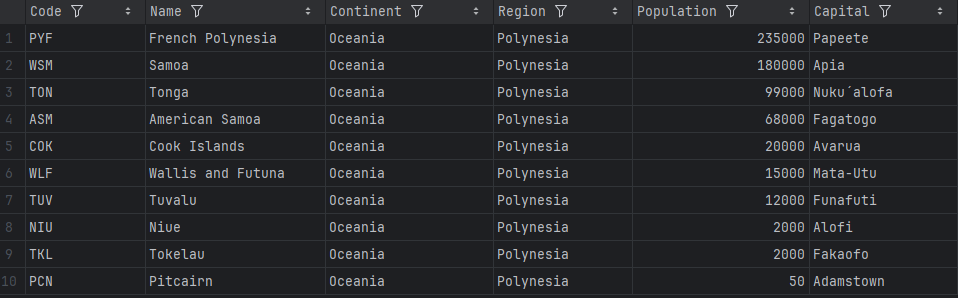 Code Name Continent Region Population Capital
1 PYF French Polynesia Oceania Polynesia 235000 Papeete
2 WSM Samoa Oceania Polynesia 180000 Apia
3 TON Tonga Oceania Polynesia 99000 Nuku´alofa
4 ASM American Samoa Oceania Polynesia 68000 Fagatogo
5 COK Cook Islands Oceania Polynesia 20000 Avarua
6 WLF Wallis and Futuna Oceania Polynesia 15000 Mata-Utu
7 TUV Tuvalu Oceania Polynesia 12000 Funafuti
8 NIU Niue Oceania Polynesia 2000 Alofi
9 TKL Tokelau Oceania Polynesia 2000 Fakaofo
10 PCN Pitcairn Oceania Polynesia 50 Adamstown